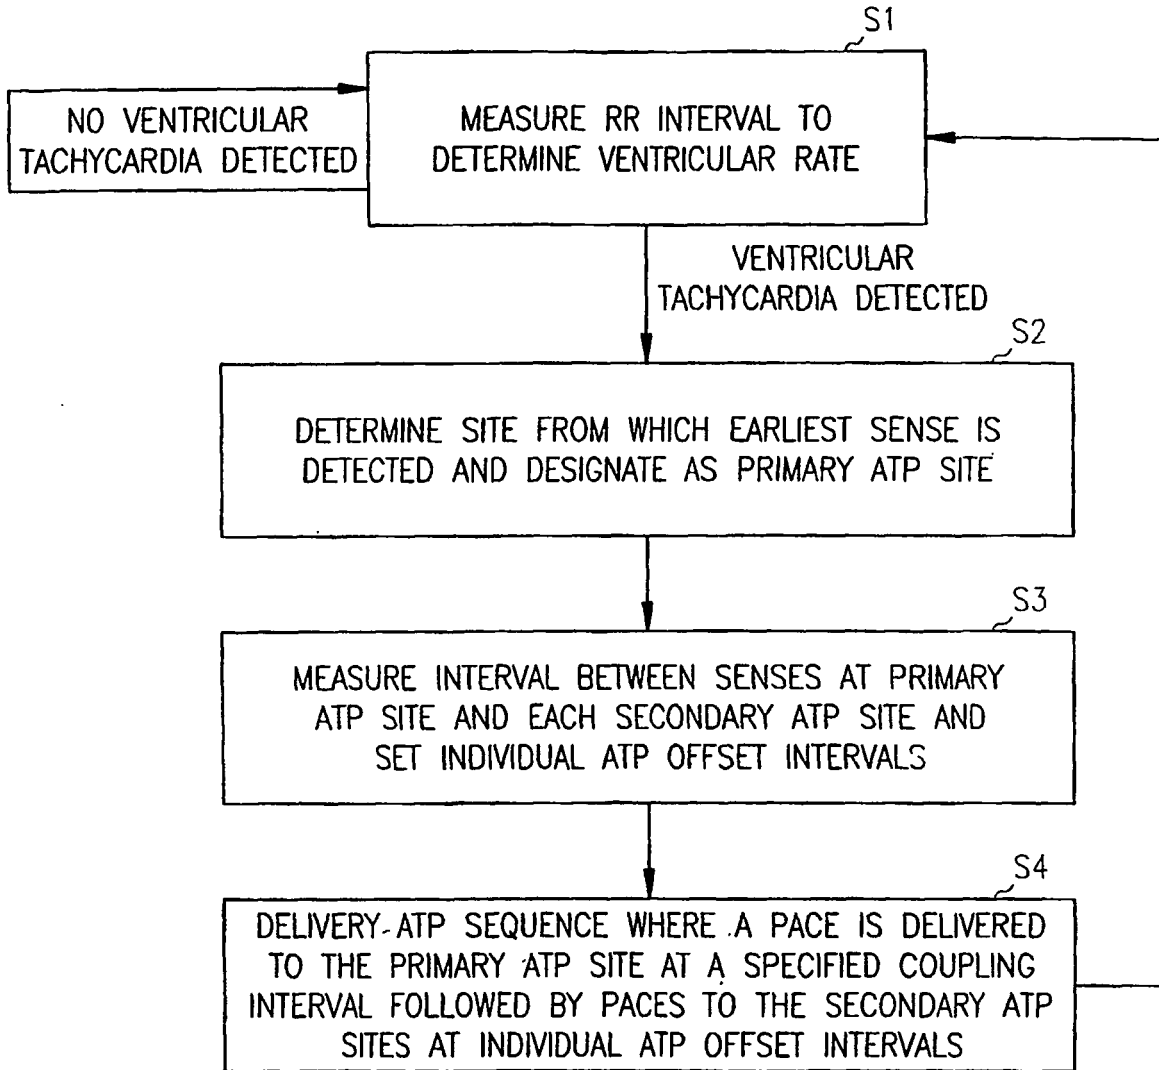 S1
NO VENTRICULAR
TACHYCARDIA DETECTED
MEASURE RR INTERVAL TO
DETERMINE VENTRICULAR RATE
VENTRICULAR
TACHYCARDIA DETECTED
S2
DETERMINE SITE FROM WHICH EARLIEST SENSE IS
DETECTED AND DESIGNATE AS PRIMARY ATP SITE
S3
MEASURE INTERVAL BETWEEN SENSES AT PRIMARY
ATP SITE AND EACH SECONDARY ATP SITE AND
SET INDIVIDUAL ATP OFFSET INTERVALS
S4
DELIVERY ATP SEQUENCE WHERE A PACE IS DELIVERED
TO THE PRIMARY ATP SITE AT A SPECIFIED COUPLING
INTERVAL FOLLOWED BY PACES TO THE SECONDARY ATP
SITES AT INDIVIDUAL ATP OFFSET INTERVALS